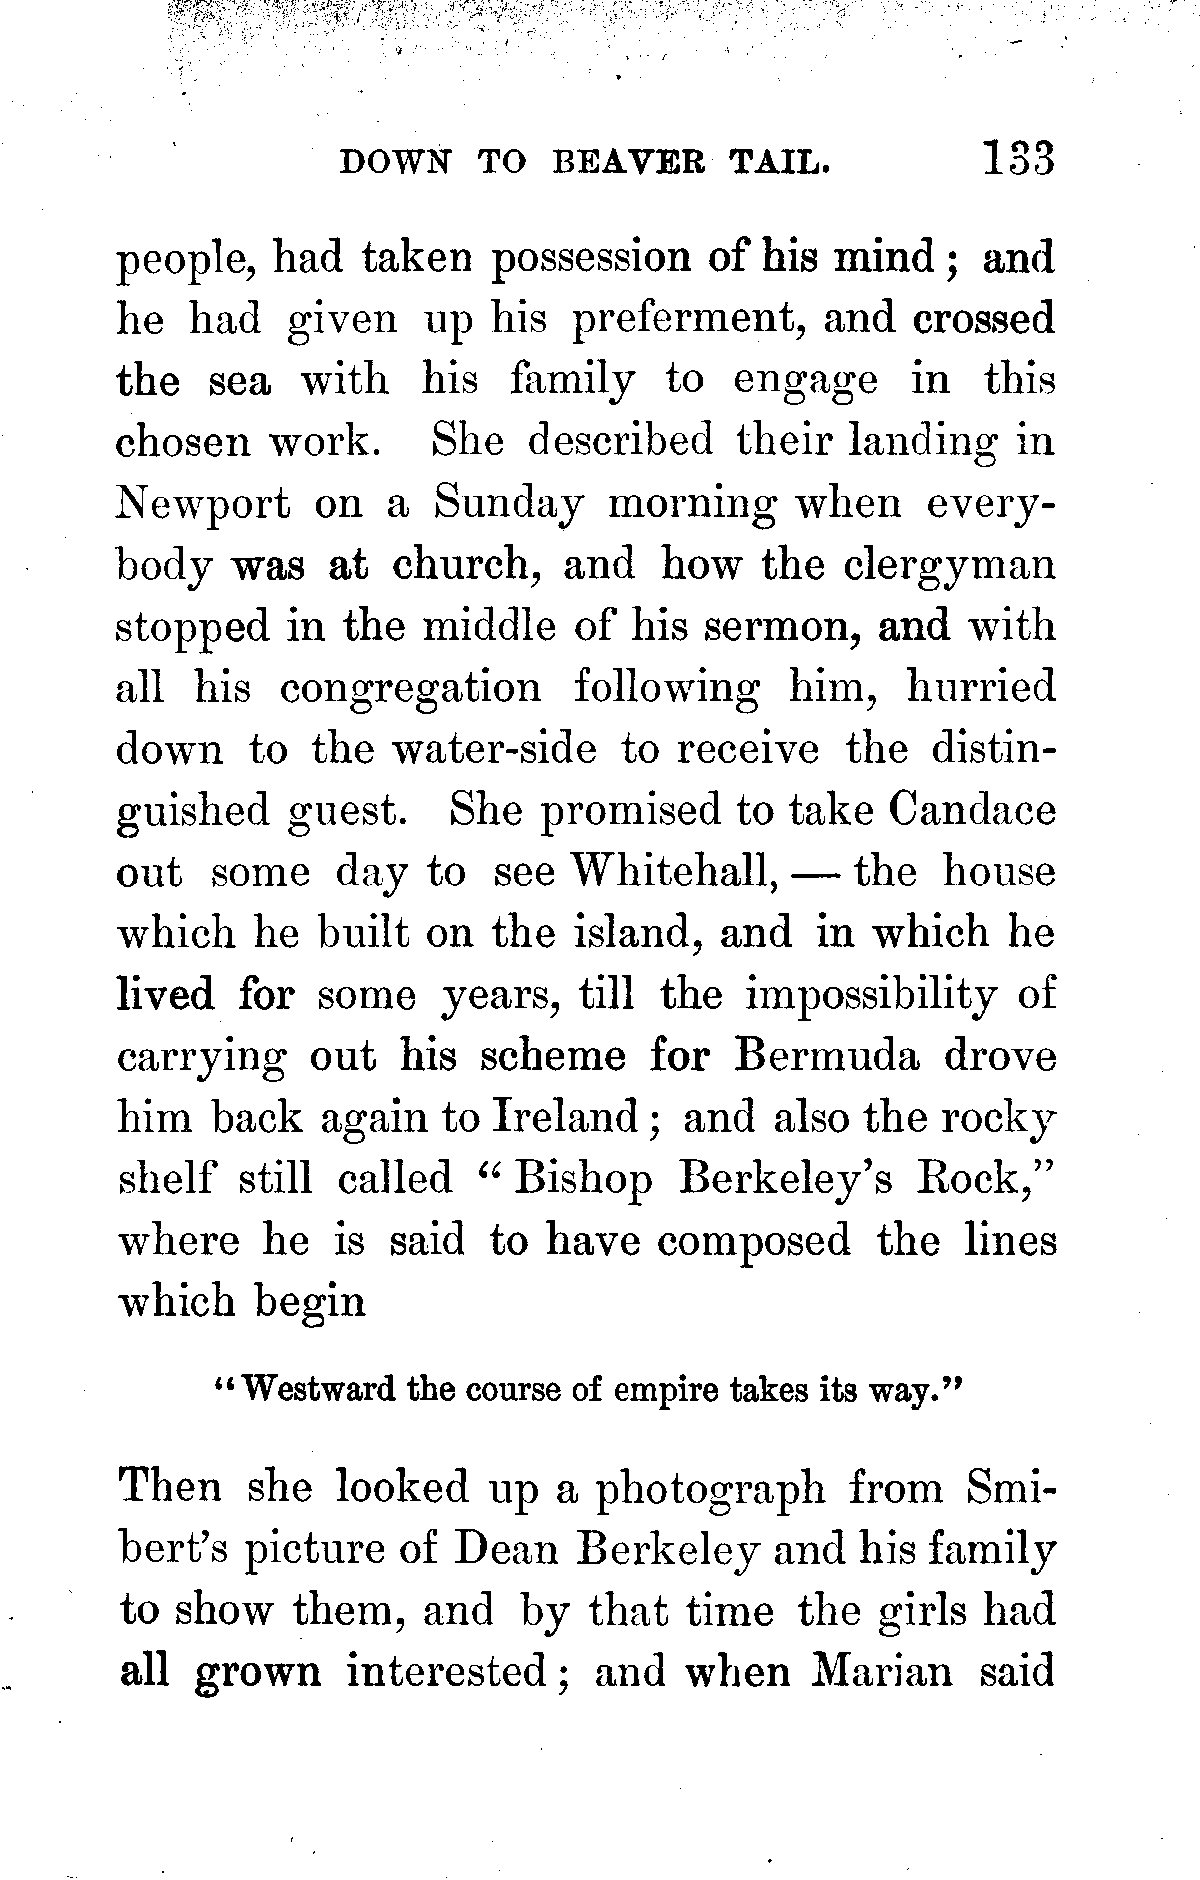 DOWN TO BEAVER TAIL. 133
people, had taken possession of his mind; and
he had given up his preferment, and crossed
the sea with his family to engage in this
chosen work. She described their landing in
Newport on a Sunday morning when every-
body was at church, and how the clergyman
stopped in the middle of his sermon, and with
all his congregation following him, hurried
down to the water-side to receive the distin-
guished guest. She promised to take Candace
out some day to see Whitehall, — the house
which he built on the island, and in which he
lived for some years, till the impossibility of
carrying out his scheme for Bermuda drove
him back again to Ireland; and also the rocky
shelf still called “Bishop Berkeley’s Rock,”
where he is said to have composed the lines
which begin
“Westward the course of empire takes its way.”
Then she looked up a photograph from Smi-
bert’s picture of Dean Berkeley and his family
to show them, and by that time the girls had
all grown interested; and when Marian said